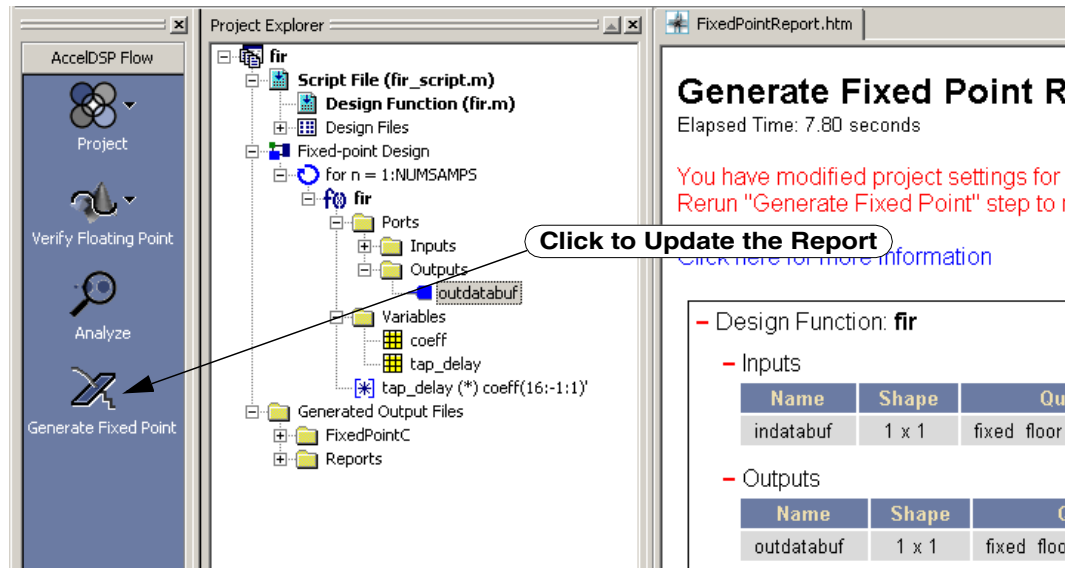 AccelDSP Flow
Project
Verify Floating Point
Analyze
Generate Fixed Point
Project Explorer
fir
Script File (fir_script.m)
Design Function (fir.m)
Design Files
Fixed-point Design
for n = 1:NUMSAMPS
f(x) fir
Ports
Inputs
Outputs
outdatabuf
Variables
coeff
tap_delay
[*] tap_delay (*) coeff(16:-1:1)'
Generated Output Files
FixedPointC
Reports
Click to Update the Report
FixedPointReport.htm
Generate Fixed Point R
Elapsed Time: 7.80 seconds
You have modified project settings for
Rerun "Generate Fixed Point" step to
Click here for more information
Design Function: fir
Inputs
Name Shape Qu
indatabuf 1 x 1 fixed floor
Outputs
Name Shape
outdatabuf 1 x 1 fixed floo